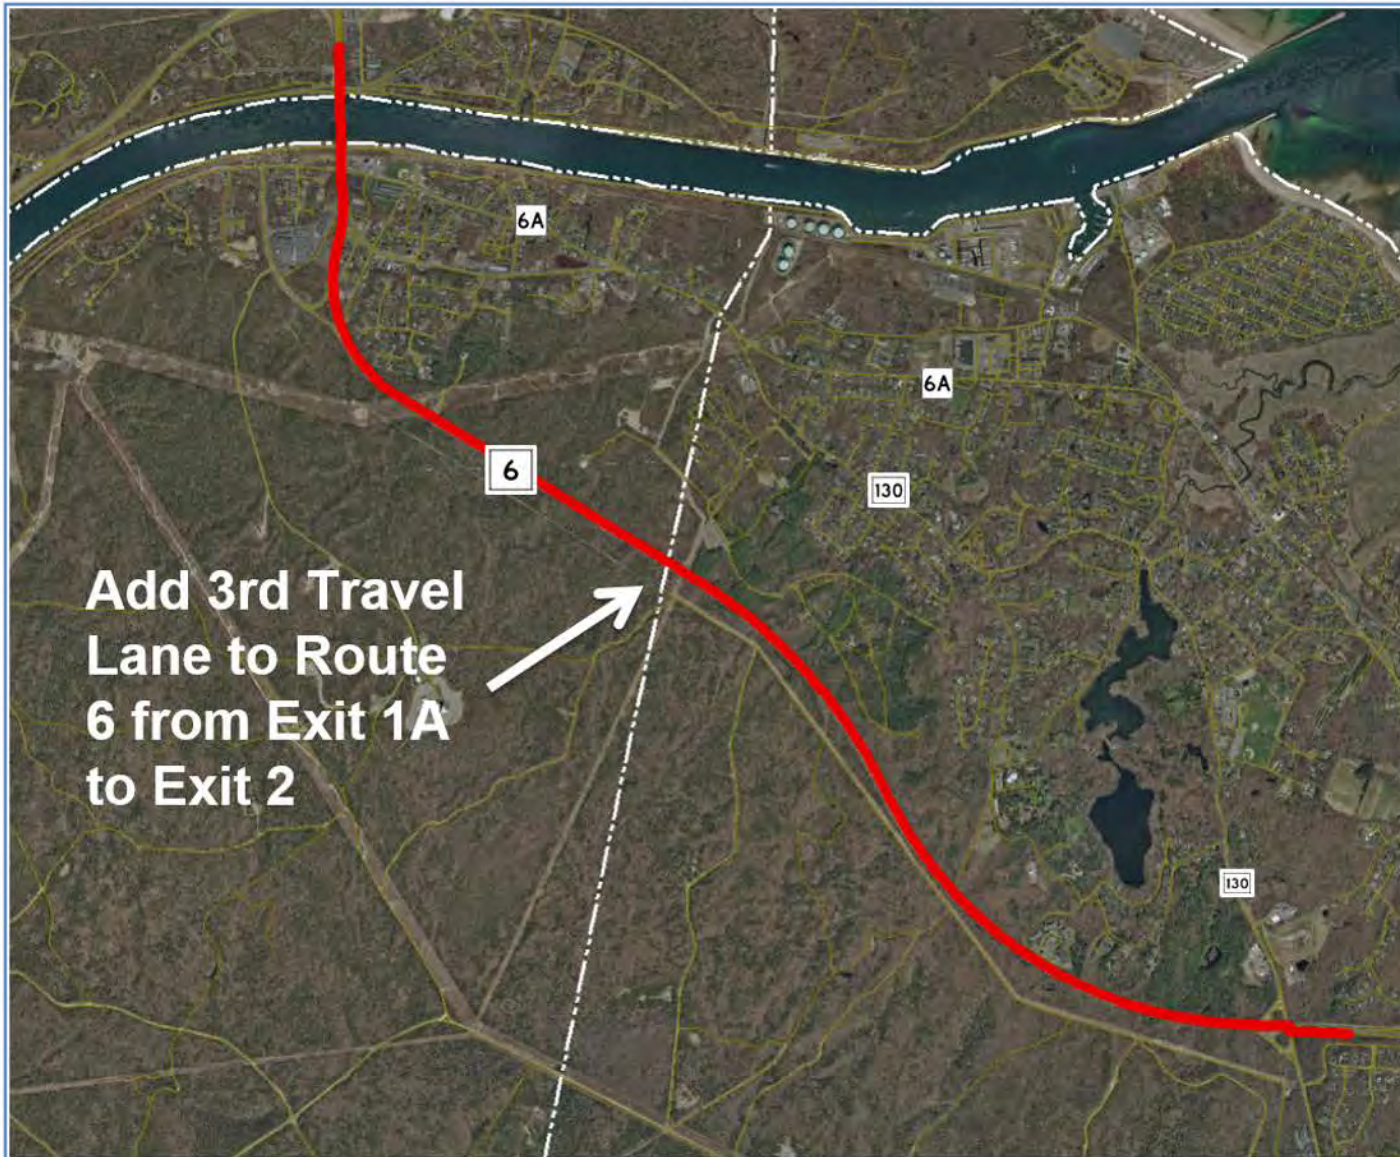 6A
6A
6
130
Add 3rd Travel
Lane to Route
6 from Exit 1A
to Exit 2
130